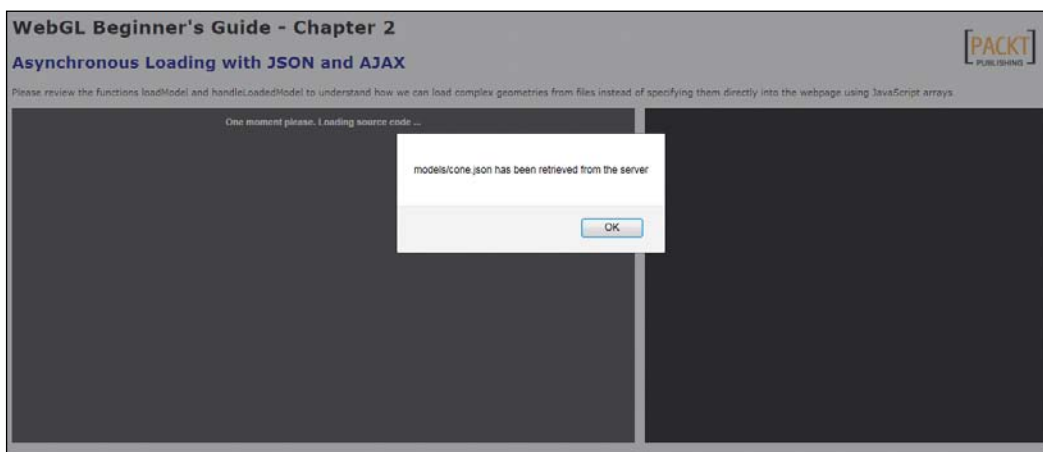 WebGL Beginner's Guide - Chapter 2
[PACKT]
PUBLISHING
Asynchronous Loading with JSON and AJAX
Please review the functions loadModel and handleLoadedModel to understand how we can load complex geometries from files instead of specifying them directly into the webpage using JavaScript arrays
One moment please. Loading source code ...
models/cone.json has been retrieved from the server
OK